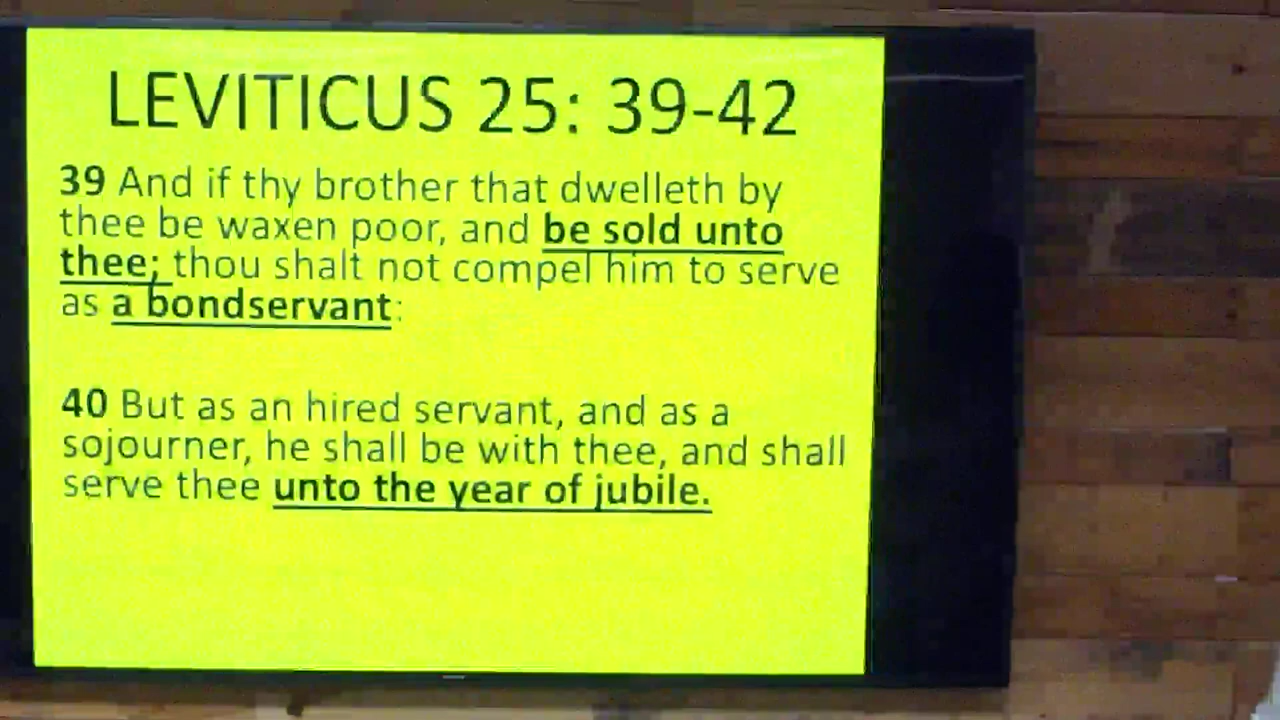 LEVITICUS 25: 39-42
39 And if thy brother that dwelleth by
thee be waxen poor, and be sold unto
thee; thou shalt not compel him to serve
as a bondservant:
40 But as an hired servant, and as a
sojourner, he shall be with thee, and shall
serve thee unto the year of jubile.